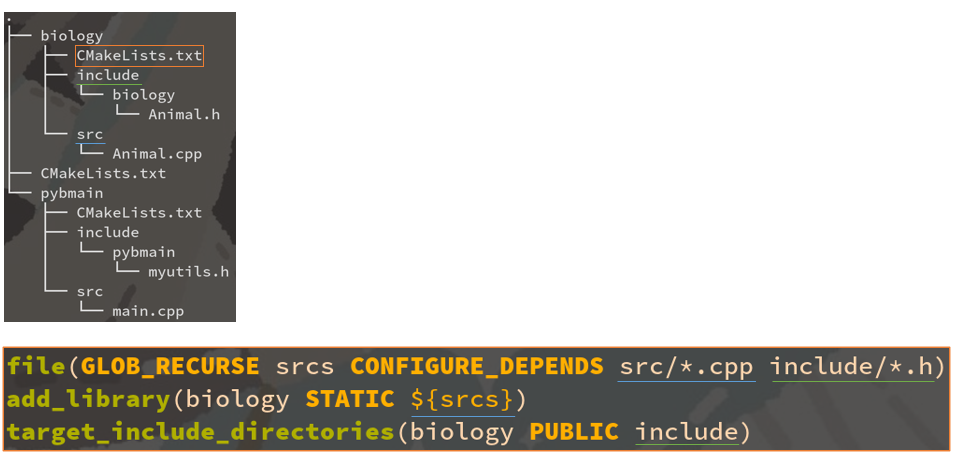 .
├── biology
│   ├── CMakeLists.txt
│   ├── include
│   │   └── biology
│   │       └── Animal.h
│   └── src
│       └── Animal.cpp
├── CMakeLists.txt
└── pybmain
    ├── CMakeLists.txt
    ├── include
    │   └── pybmain
    │       └── myutils.h
    └── src
        └── main.cpp
file(GLOB_RECURSE srcs CONFIGURE_DEPENDS src/*.cpp include/*.h)
add_library(biology STATIC ${srcs})
target_include_directories(biology PUBLIC include)